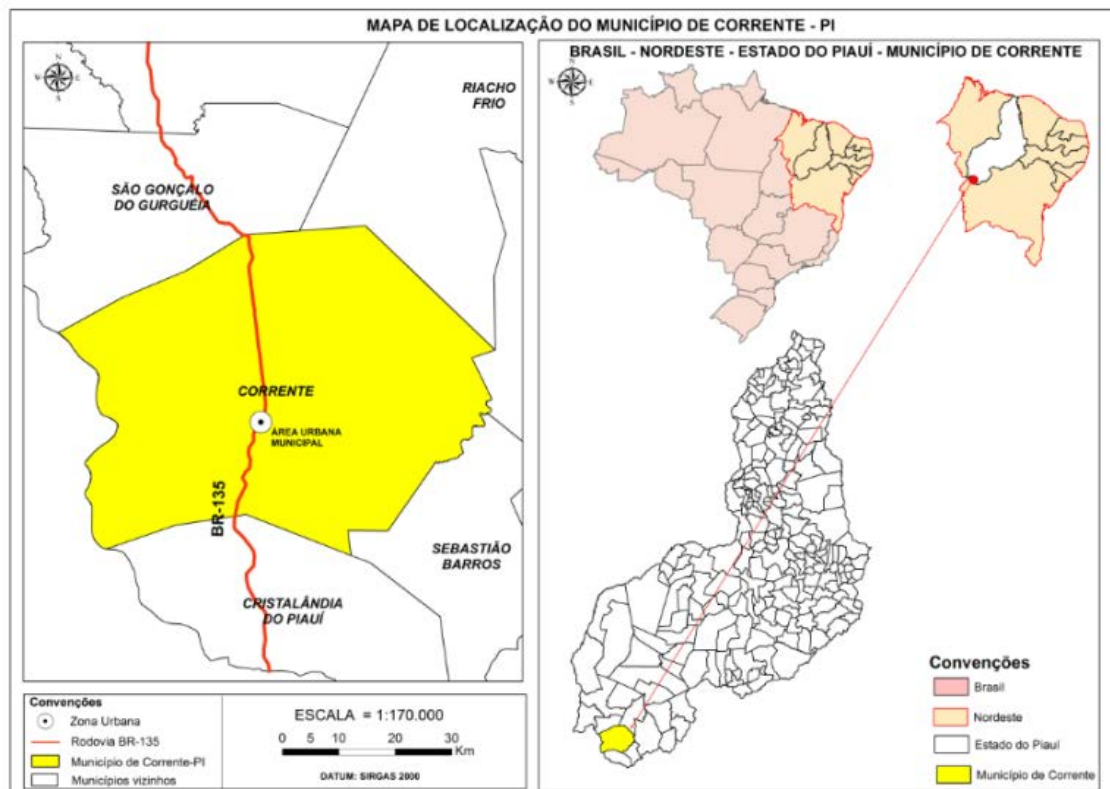 MAPA DE LOCALIZAÇÃO DO MUNICÍPIO DE CORRENTE - PI
N
W
E
S
RIACHO
FRIO
SÃO GONÇALO
DO GURGUÉIA
CORRENTE
ÁREA URBANA
MUNICIPAL
BR-135
SEBASTIÃO
BARROS
CRISTALÂNDIA
DO PIAUÍ
Convenções
Zona Urbana
Rodovia BR-135
Município de Corrente-PI
Municípios vizinhos
ESCALA = 1:170.000
0 5 10 20 30
Km
DATUM: SIRGAS 2000
BRASIL - NORDESTE - ESTADO DO PIAUÍ - MUNICÍPIO DE CORRENTE
N
W
E
S
Convenções
Brasil
Nordeste
Estado do Piauí
Município de Corrente